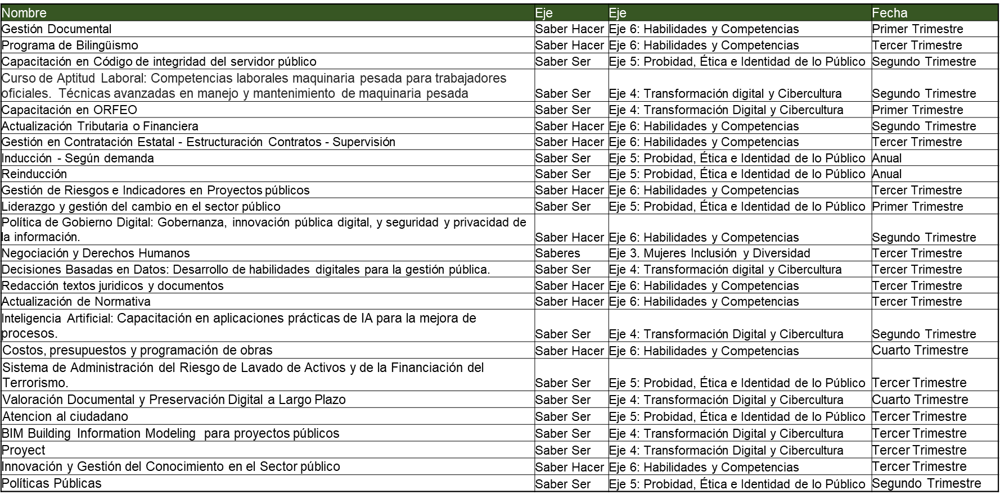 Nombre Eje Eje Fecha
Gestión Documental Saber Hacer Eje 6: Habilidades y Competencias Primer Trimestre
Programa de Bilingüismo Saber Hacer Eje 6: Habilidades y Competencias Tercer Trimestre
Capacitación en Código de integridad del servidor público Saber Ser Eje 5: Probidad, Ética e Identidad de lo Público Segundo Trimestre
Curso de Aptitud Laboral: Competencias laborales maquinaria pesada para trabajadores
oficiales. Técnicas avanzadas en manejo y mantenimiento de maquinaria pesada Saber Ser Eje 4: Transformación digital y Cibercultura Segundo Trimestre
Capacitación en ORFEO Saber Ser Eje 4: Transformación Digital y Cibercultura Primer Trimestre
Actualización Tributaria o Financiera Saber Hacer Eje 6: Habilidades y Competencias Segundo Trimestre
Gestión en Contratación Estatal - Estructuración Contratos - Supervisión Saber Hacer Eje 6: Habilidades y Competencias Tercer Trimestre
Inducción - Según demanda Saber Ser Eje 5: Probidad, Ética e Identidad de lo Público Anual
Reinducción Saber Ser Eje 5: Probidad, Ética e Identidad de lo Público Anual
Gestión de Riesgos e Indicadores en Proyectos públicos Saber Hacer Eje 6: Habilidades y Competencias Tercer Trimestre
Liderazgo y gestión del cambio en el sector público Saber Ser Eje 5: Probidad, Ética e Identidad de lo Público Primer Trimestre
Política de Gobierno Digital: Gobernanza, innovación pública digital, y seguridad y privacidad de
la información. Saber Hacer Eje 6: Habilidades y Competencias Segundo Trimestre
Negociación y Derechos Humanos Saberes Eje 3. Mujeres Inclusión y Diversidad Tercer Trimestre
Decisiones Basadas en Datos: Desarrollo de habilidades digitales para la gestión pública. Saber Ser Eje 4: Transformación digital y Cibercultura Tercer Trimestre
Redacción textos juridicos y documentos Saber Hacer Eje 6: Habilidades y Competencias Tercer Trimestre
Actualización de Normativa Saber Hacer Eje 6: Habilidades y Competencias Tercer Trimestre
Inteligencia Artificial: Capacitación en aplicaciones prácticas de IA para la mejora de
procesos. Saber Ser Eje 4: Transformación Digital y Cibercultura Segundo Trimestre
Costos, presupuestos y programación de obras Saber Hacer Eje 6: Habilidades y Competencias Cuarto Trimestre
Sistema de Administración del Riesgo de Lavado de Activos y de la Financiación del
Terrorismo. Saber Ser Eje 5: Probidad, Ética e Identidad de lo Público Tercer Trimestre
Valoración Documental y Preservación Digital a Largo Plazo Saber Ser Eje 4: Transformación Digital y Cibercultura Cuarto Trimestre
Atencion al ciudadano Saber Ser Eje 5: Probidad, Ética e Identidad de lo Público Tercer Trimestre
BIM Building Information Modeling para proyectos públicos Saber Ser Eje 4: Transformación Digital y Cibercultura Tercer Trimestre
Proyect Saber Ser Eje 4: Transformación Digital y Cibercultura Tercer Trimestre
Innovación y Gestión del Conocimiento en el Sector público Saber Hacer Eje 6: Habilidades y Competencias Tercer Trimestre
Políticas Públicas Saber Ser Eje 5: Probidad, Ética e Identidad de lo Público Segundo Trimestre